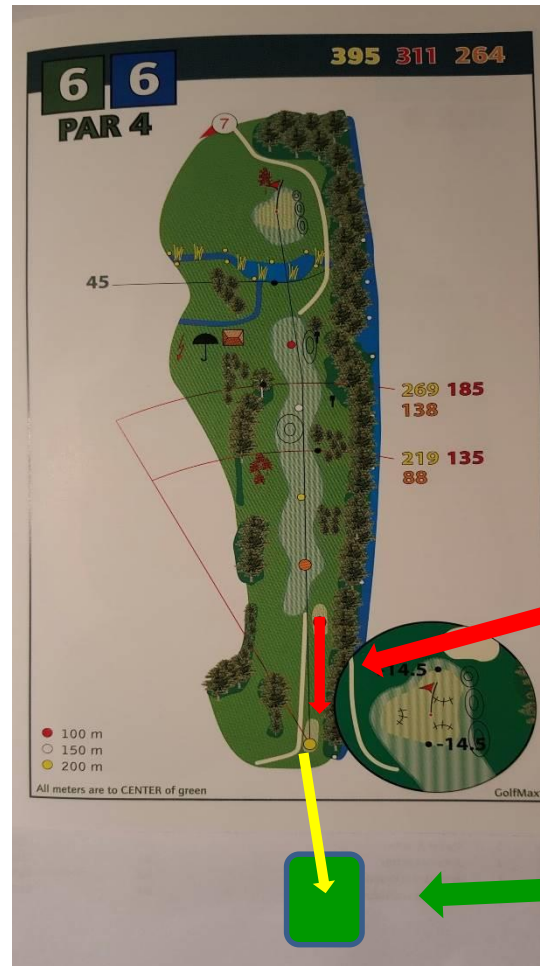 6 6
395 311 264
PAR 4
7
45
269 185
138
219 135
88
14.5
-14.5
100 m
150 m
200 m
All meters are to CENTER of green
GolfMax